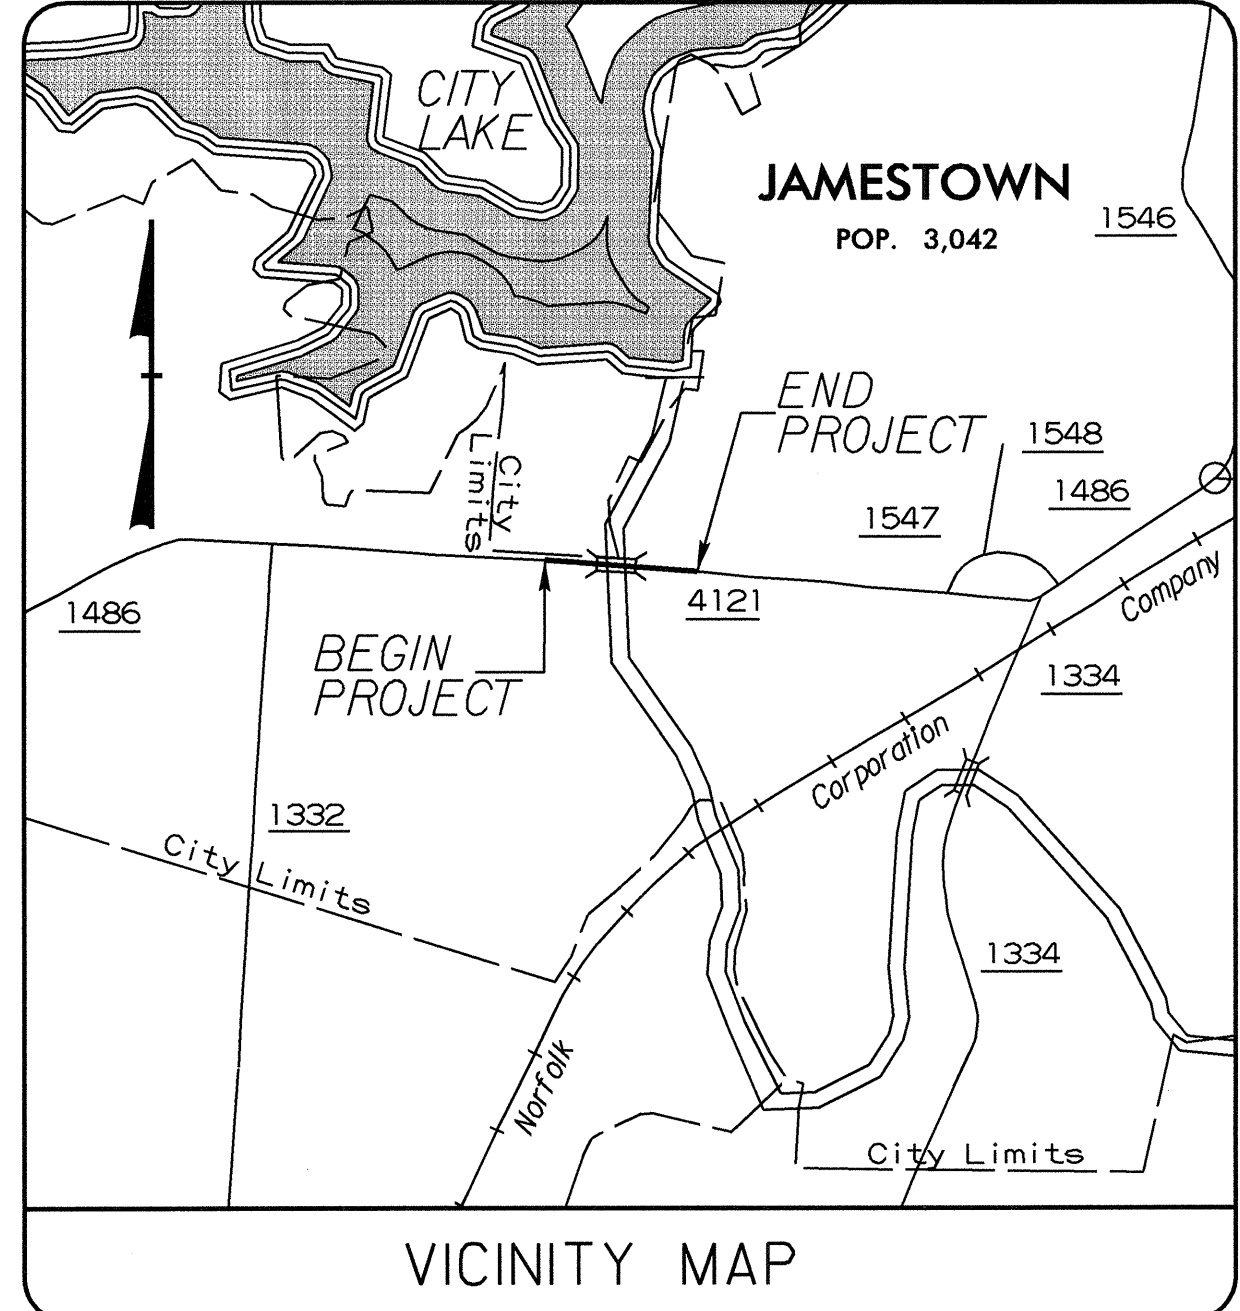 CITY
LAKE
JAMESTOWN
POP. 3,042
1546
END
PROJECT
1548
1486
1547
City
Limits
1486
4121
BEGIN
PROJECT
Company
1334
Corporation
1332
City Limits
1334
Norfolk
City Limits
VICINITY MAP